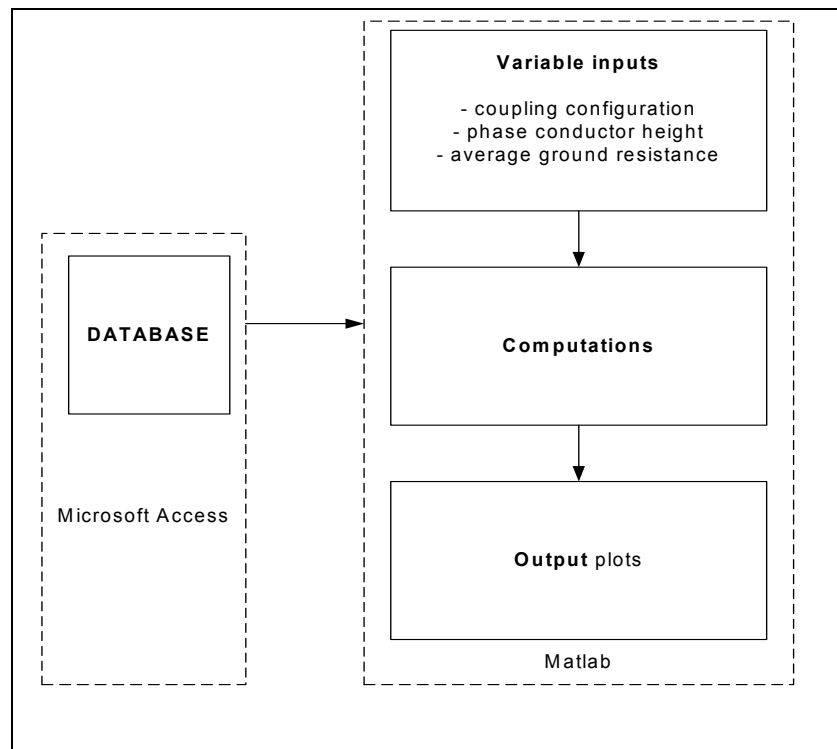 Variable inputs
- coupling configuration
- phase conductor height
- average ground resistance
DATABASE
Computations
Microsoft Access
Output plots
Matlab